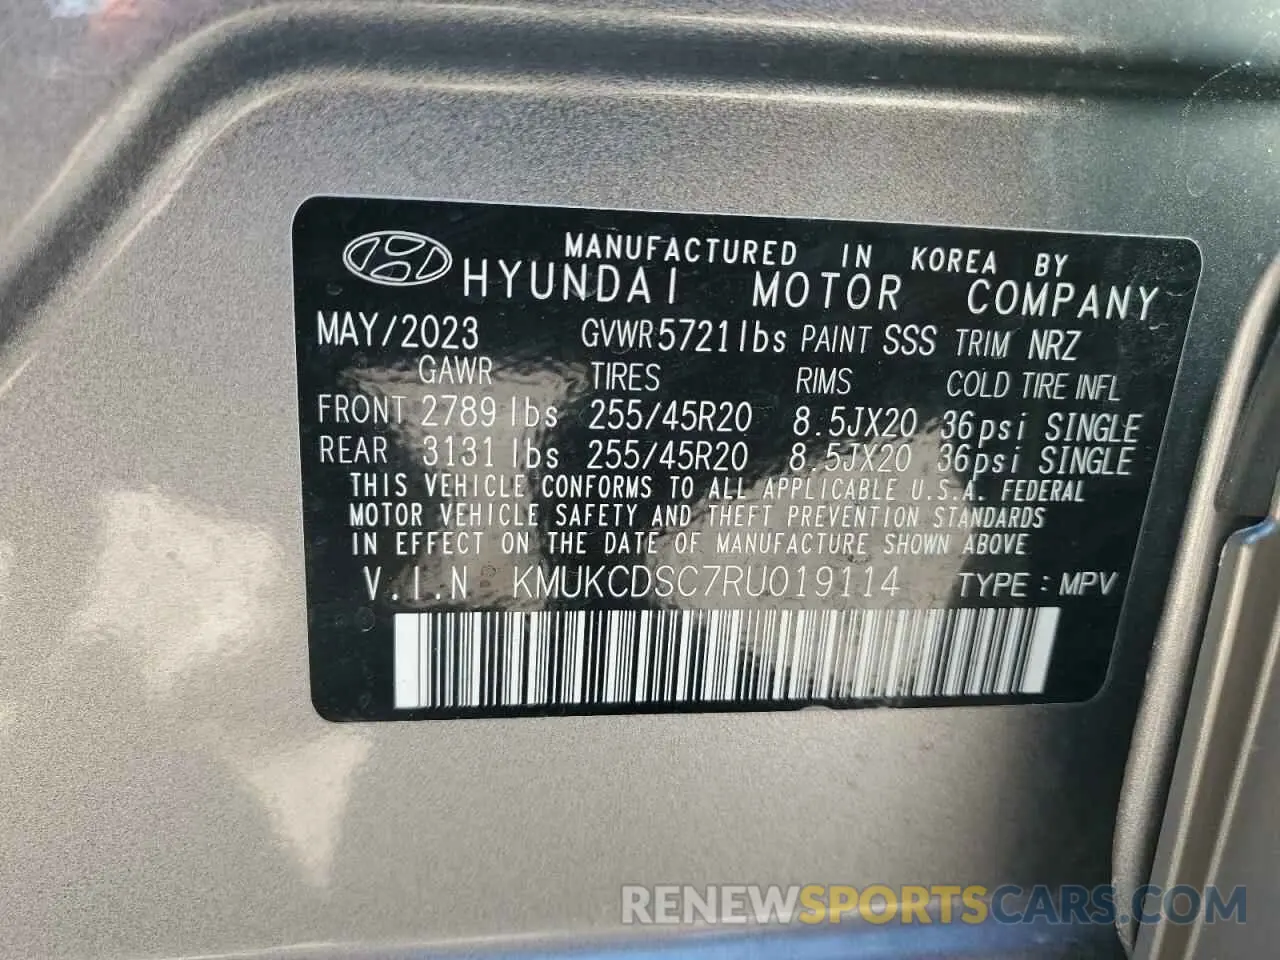 MANUFACTURED IN KOREA BY
HYUNDAI MOTOR COMPANY
MAY/2023 GVWR 5721lbs PAINT SSS TRIM NRZ
GAWR TIRES RIMS COLD TIRE INFL
FRONT 2789 lbs 255/45R20 8.5JX20 36psi SINGLE
REAR 3131 lbs 255/45R20 8.5JX20 36psi SINGLE
THIS VEHICLE CONFORMS TO ALL APPLICABLE U.S.A. FEDERAL
MOTOR VEHICLE SAFETY AND THEFT PREVENTION STANDARDS
IN EFFECT ON THE DATE OF MANUFACTURE SHOWN ABOVE
V.I.N KMUKCDSC7RU019114 TYPE : MPV
RENEWSPORTSCARS.COM